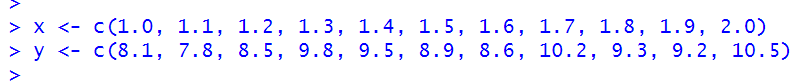 >
> x <- c(1.0, 1.1, 1.2, 1.3, 1.4, 1.5, 1.6, 1.7, 1.8, 1.9, 2.0)
> y <- c(8.1, 7.8, 8.5, 9.8, 9.5, 8.9, 8.6, 10.2, 9.3, 9.2, 10.5)
>